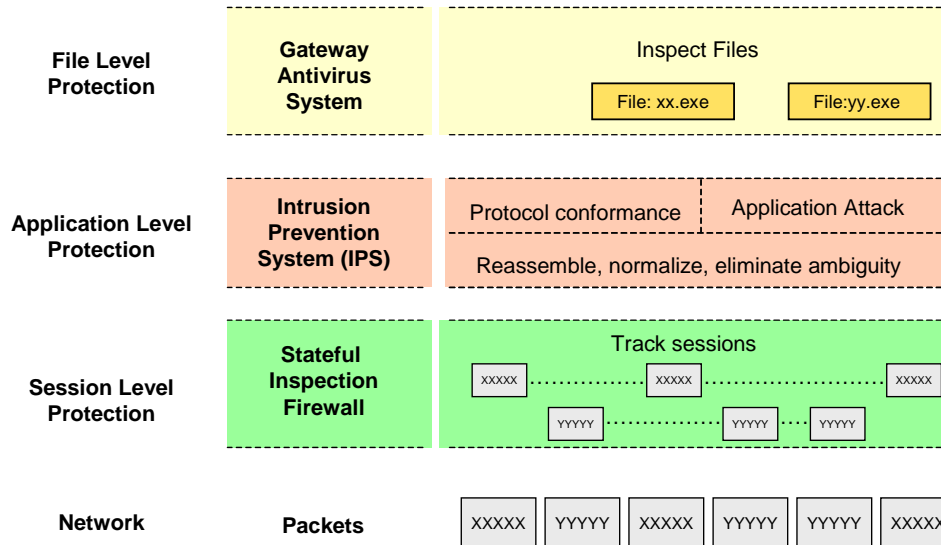 File Level
Protection
Gateway
Antivirus
System
Inspect Files
File: xx.exe
File:yy.exe
Application Level
Protection
Intrusion
Prevention
System (IPS)
Protocol conformance
Application Attack
Reassemble, normalize, eliminate ambiguity
Session Level
Protection
Stateful
Inspection
Firewall
Track sessions
XXXXX
XXXXX
XXXXX
YYYYY
YYYYY
YYYYY
Network
Packets
XXXXX
YYYYY
XXXXX
YYYYY
YYYYY
XXXXX